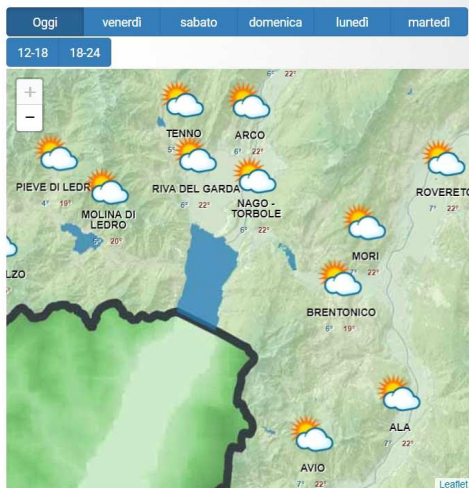 Oggi venerdì sabato domenica lunedì martedì
12-18 18-24
+
−
6° 22°
TENNO ARCO
5° 6° 22°
PIEVE DI LEDR RIVA DEL GARDA ROVERETO
4° 19° 6° 22° 7° 22°
MOLINA DI
LEDRO
20°
NAGO -
TORBOLE
6° 22°
MORI
7° 22°
LZO
BRENTONICO
6° 19°
ALA
7° 22°
AVIO
7° 22°
Leaflet